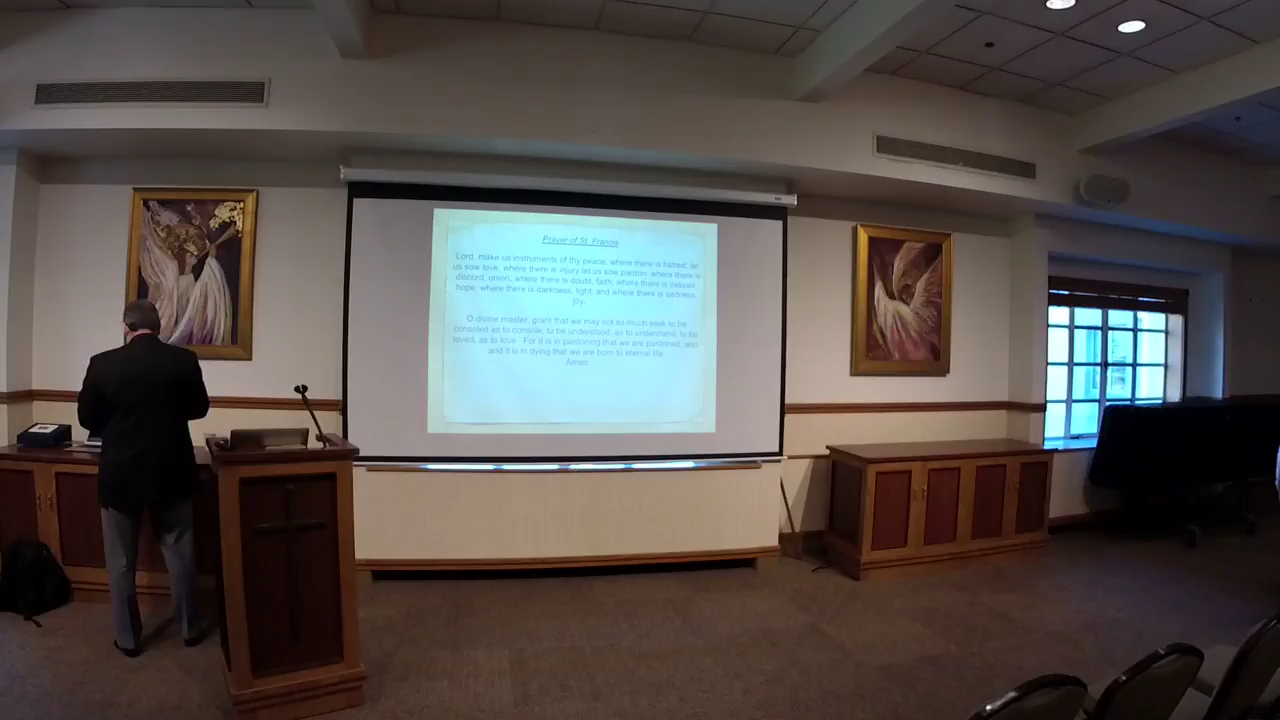 Prayer of St. Francis
Lord, make us instruments of thy peace; where there is hatred, let
us sow love; where there is injury let us sow pardon; where there is
discord, union; where there is doubt, faith; where there is despair,
hope; where there is darkness, light; and where there is sadness,
joy.
O divine master, grant that we may not so much seek to be
consoled as to console; to be understood, as to understand; to be
loved, as to love. For it is in pardoning that we are pardoned, and
and it is in dying that we are born to eternal life.
Amen